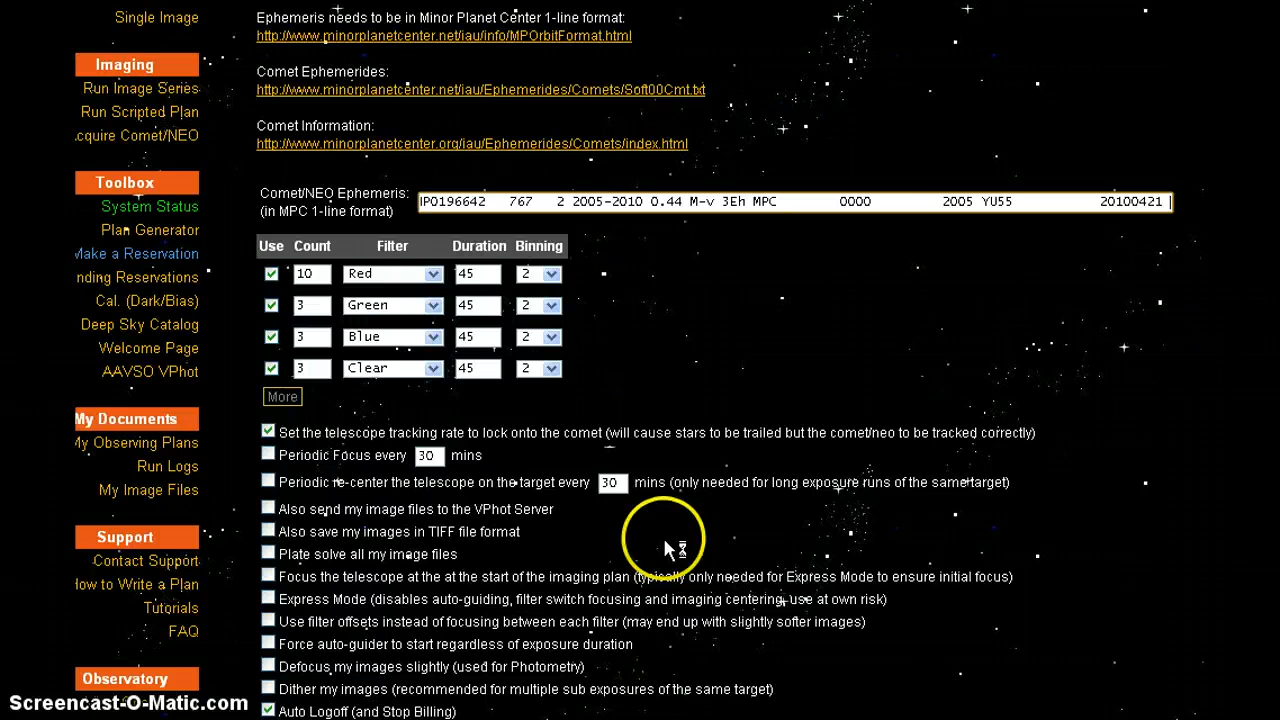 Single Image
Imaging
Run Image Series
Run Scripted Plan
cquire Comet/NEO
Toolbox
System Status
Plan Generator
Make a Reservation
nding Reservations
Cal. (Dark/Bias)
Deep Sky Catalog
Welcome Page
AAVSO VPhot
My Documents
My Observing Plans
Run Logs
My Image Files
Support
Contact Support
How to Write a Plan
Tutorials
FAQ
Observatory
Ephemeris needs to be in Minor Planet Center 1-line format:
http://www.minorplanetcenter.net/iau/info/MPOrbitFormat.html
Comet Ephemerides:
http://www.minorplanetcenter.net/iau/Ephemerides/Comets/Soft00Cmt.txt
Comet Information:
http://www.minorplanetcenter.org/iau/Ephemerides/Comets/index.html
Comet/NEO Ephemeris:
(in MPC 1-line format)
IPO196642 767 2 2005-2010 0.44 M-v 3Eh MPC 0000 2005 YU55 20100421
Use Count Filter Duration Binning
10 Red 45 2
3 Green 45 2
3 Blue 45 2
3 Clear 45 2
More
Set the telescope tracking rate to lock onto the comet (will cause stars to be trailed but the comet/neo to be tracked correctly)
Periodic Focus every 30 mins
Periodic re-center the telescope on the target every 30 mins (only needed for long exposure runs of the same target)
Also send my image files to the VPhot Server
Also save my images in TIFF file format
Plate solve all my image files
Focus the telescope at the at the start of the imaging plan (typically only needed for Express Mode to ensure initial focus)
Express Mode (disables auto-guiding, filter switch focusing and imaging centering, use at own risk)
Use filter offsets instead of focusing between each filter (may end up with slightly softer images)
Force auto-guider to start regardless of exposure duration
Defocus my images slightly (used for Photometry)
Dither my images (recommended for multiple sub exposures of the same target)
Auto Logoff (and Stop Billing)
Screencast-O-Matic.com